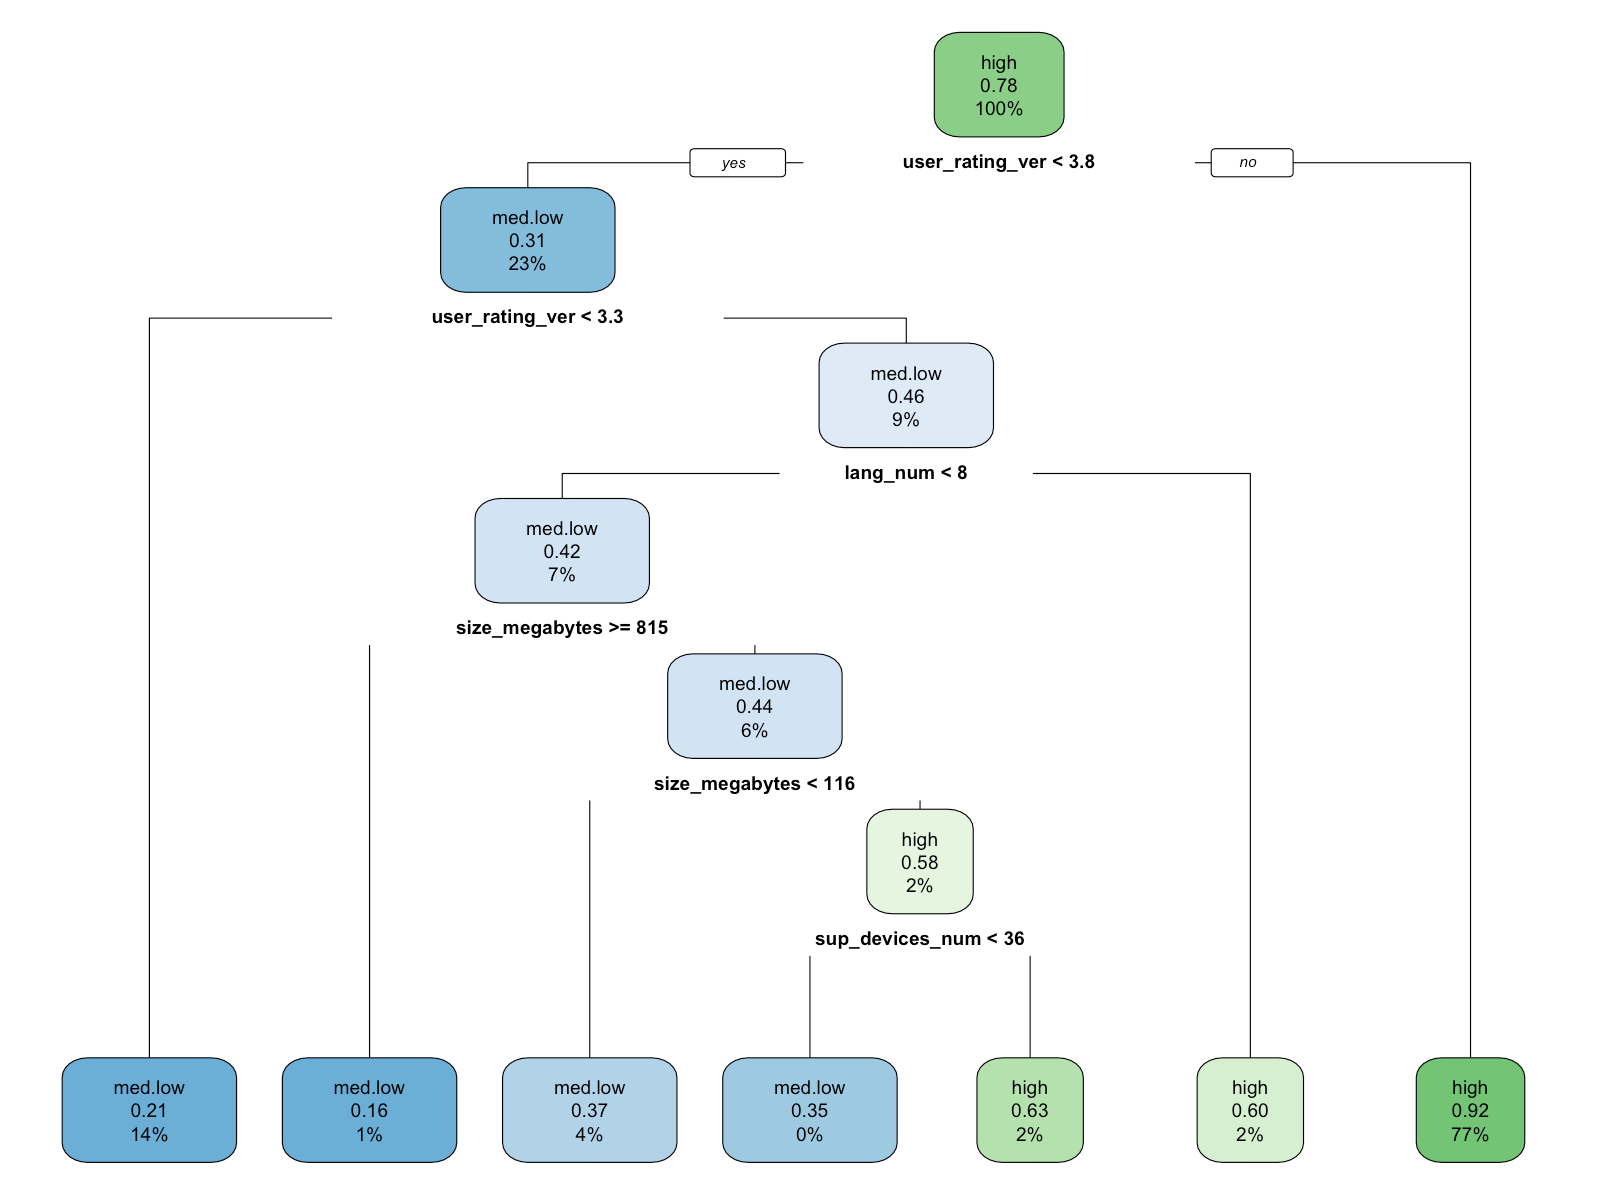 high
0.78
100%
user_rating_ver < 3.8
yes
no
med.low
0.31
23%
user_rating_ver < 3.3
med.low
0.46
9%
lang_num < 8
med.low
0.42
7%
size_megabytes >= 815
med.low
0.44
6%
size_megabytes < 116
high
0.58
2%
sup_devices_num < 36
med.low
0.21
14%
med.low
0.16
1%
med.low
0.37
4%
med.low
0.35
0%
high
0.63
2%
high
0.60
2%
high
0.92
77%